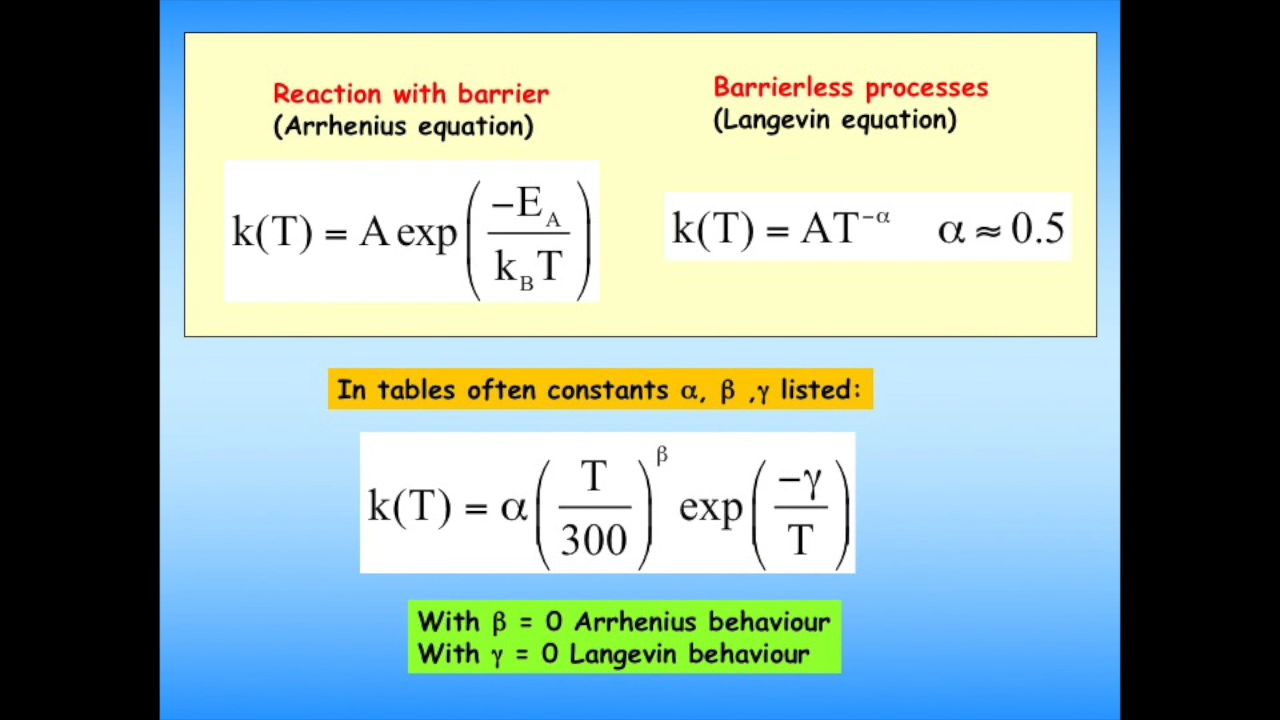 Reaction with barrier
(Arrhenius equation)
k(T) = A exp(−E_A / k_B T)
Barrierless processes
(Langevin equation)
k(T) = AT^−α α ≈ 0.5
In tables often constants α, β ,γ listed:
k(T) = α(T / 300)^β exp(−γ / T)
With β = 0 Arrhenius behaviour
With γ = 0 Langevin behaviour